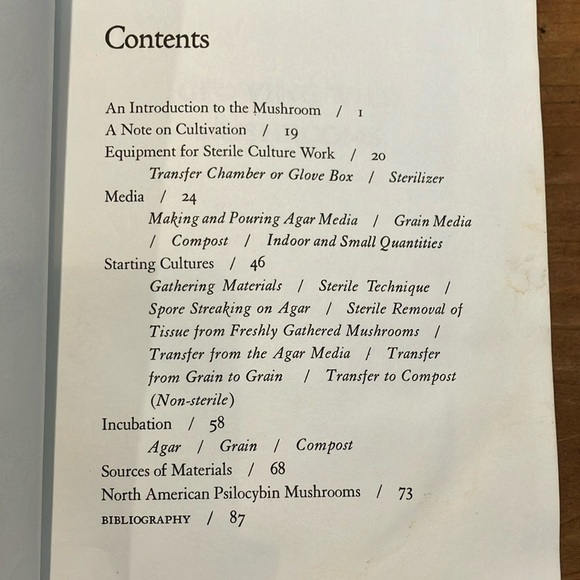 Contents
An Introduction to the Mushroom / 1
A Note on Cultivation / 19
Equipment for Sterile Culture Work / 20
Transfer Chamber or Glove Box / Sterilizer
Media / 24
Making and Pouring Agar Media / Grain Media
/ Compost / Indoor and Small Quantities
Starting Cultures / 46
Gathering Materials / Sterile Technique /
Spore Streaking on Agar / Sterile Removal of
Tissue from Freshly Gathered Mushrooms /
Transfer from the Agar Media / Transfer
from Grain to Grain / Transfer to Compost
(Non-sterile)
Incubation / 58
Agar / Grain / Compost
Sources of Materials / 68
North American Psilocybin Mushrooms / 73
BIBLIOGRAPHY / 87